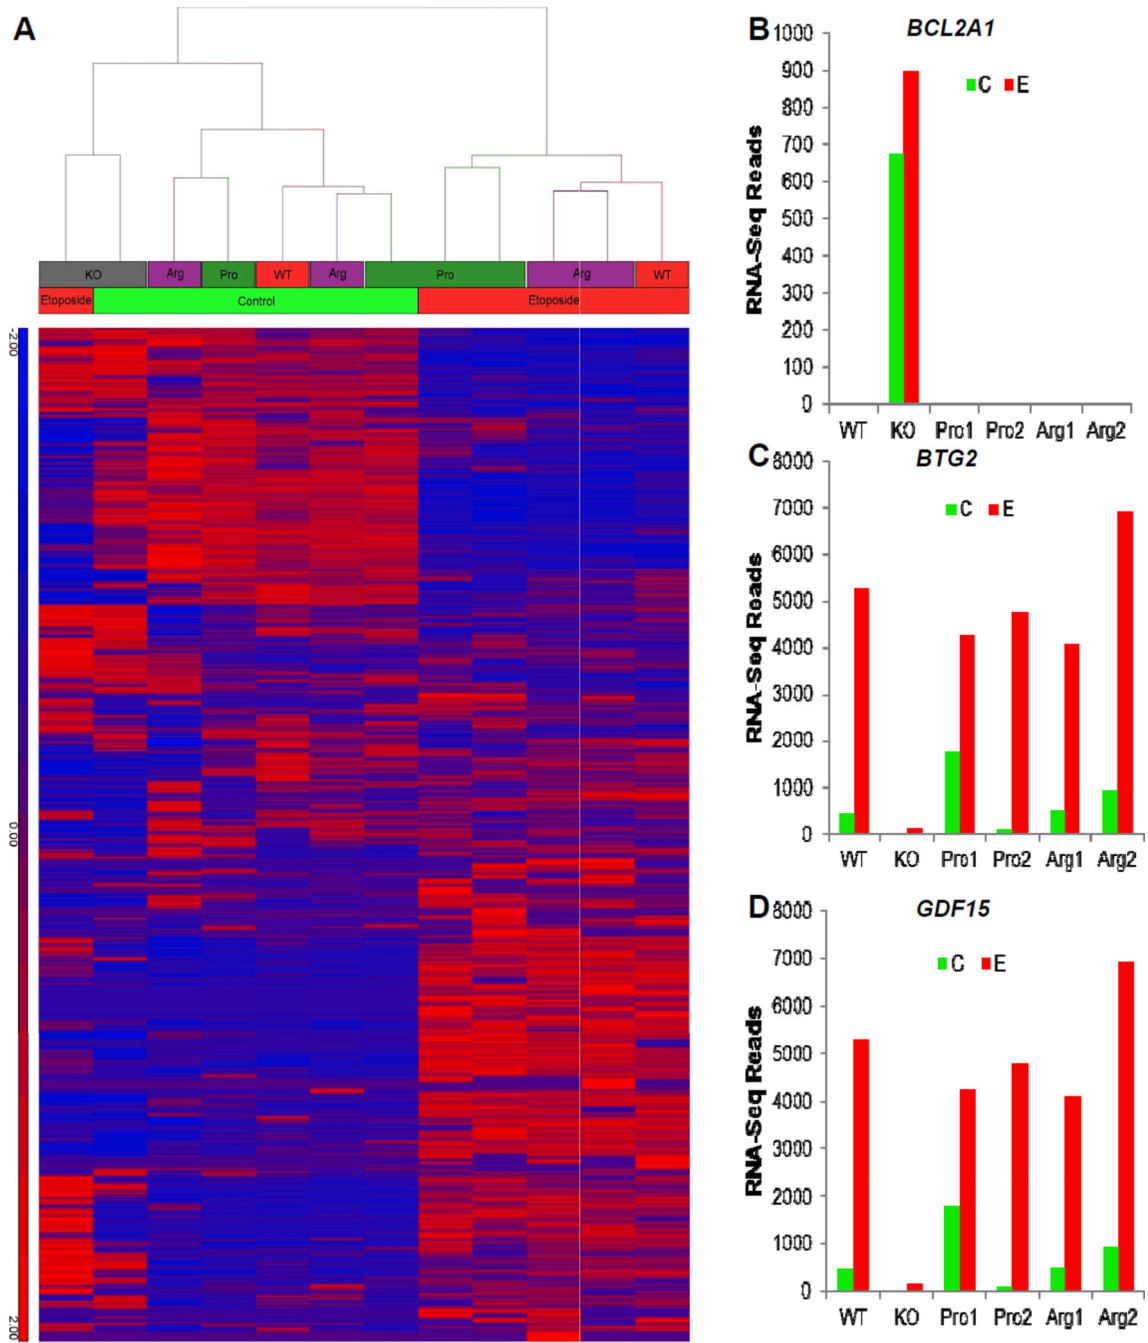 A
KO
Arg
Pro
WT
Arg
Pro
Arg
WT
Etoposide
Control
Etoposide
-2.00
0.00
2.00
B
BCL2A1
C E
RNA-Seq Reads
1000
900
800
700
600
500
400
300
200
100
0
WT KO Pro1 Pro2 Arg1 Arg2
C
BTG2
C E
RNA-Seq Reads
8000
7000
6000
5000
4000
3000
2000
1000
0
WT KO Pro1 Pro2 Arg1 Arg2
D
GDF15
C E
RNA-Seq Reads
8000
7000
6000
5000
4000
3000
2000
1000
0
WT KO Pro1 Pro2 Arg1 Arg2